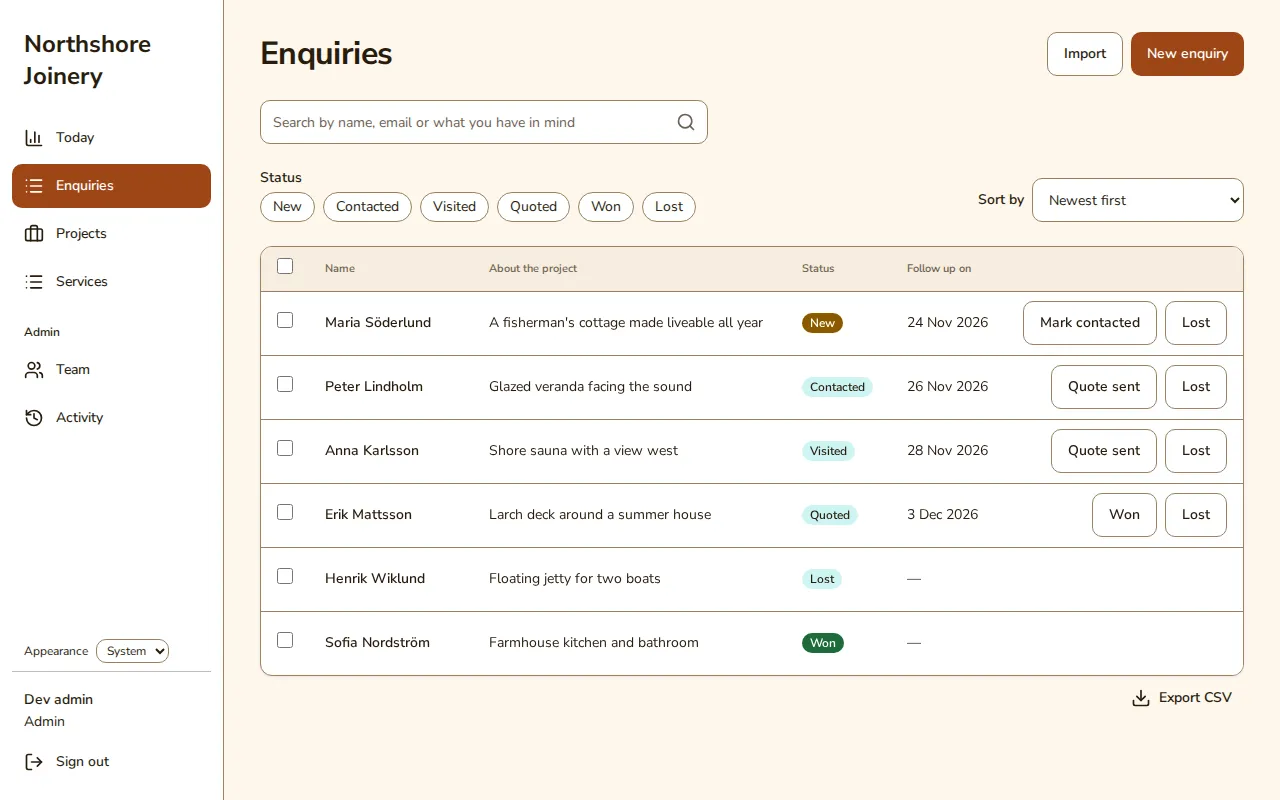 Northshore
Joinery
Today
Enquiries
Projects
Services
Admin
Team
Activity
Appearance System
Dev admin
Admin
Sign out
Enquiries
Import New enquiry
Search by name, email or what you have in mind
Status
New Contacted Visited Quoted Won Lost
Sort by Newest first
Name About the project Status Follow up on
Maria Söderlund A fisherman's cottage made liveable all year New 24 Nov 2026 Mark contacted Lost
Peter Lindholm Glazed veranda facing the sound Contacted 26 Nov 2026 Quote sent Lost
Anna Karlsson Shore sauna with a view west Visited 28 Nov 2026 Quote sent Lost
Erik Mattsson Larch deck around a summer house Quoted 3 Dec 2026 Won Lost
Henrik Wiklund Floating jetty for two boats Lost —
Sofia Nordström Farmhouse kitchen and bathroom Won —
Export CSV